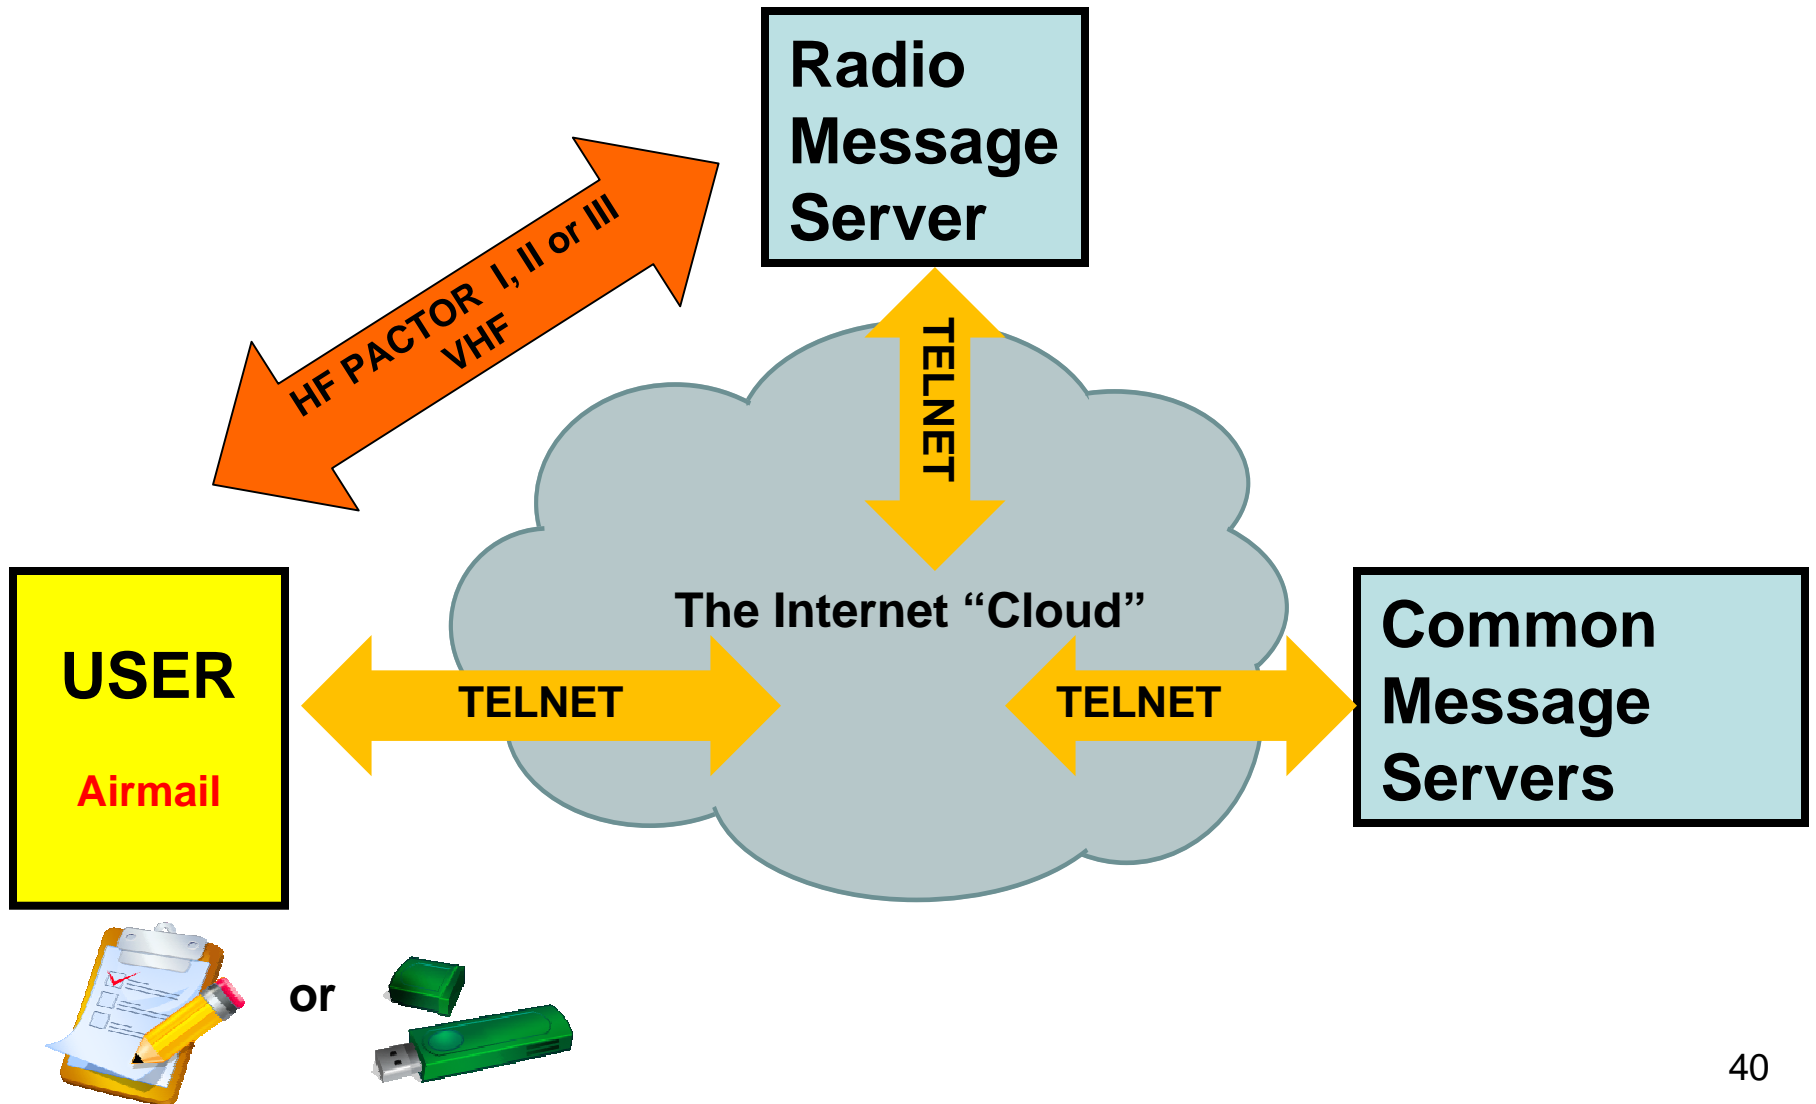 Radio
Message
Server
HF PACTOR  I, II or III
VHF
TELNET
The Internet “Cloud”
USER
Airmail
TELNET
TELNET
Common
Message
Servers
or
40